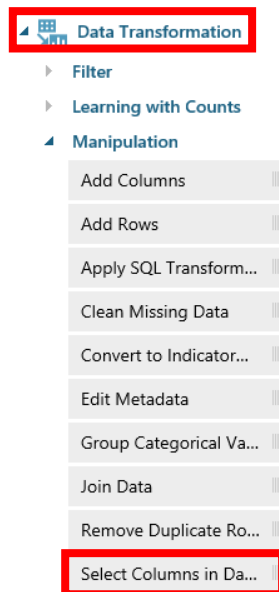 Data Transformation
Filter
Learning with Counts
Manipulation
Add Columns
Add Rows
Apply SQL Transform...
Clean Missing Data
Convert to Indicator...
Edit Metadata
Group Categorical Va...
Join Data
Remove Duplicate Ro...
Select Columns in Da...